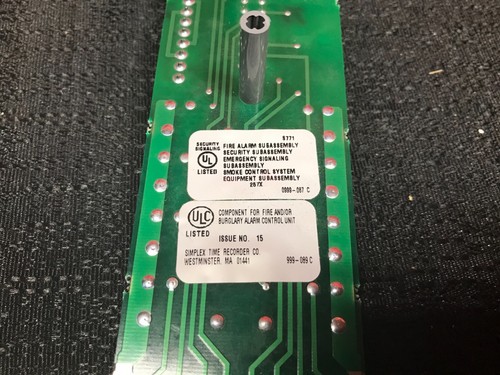 S771
SECURITY
SIGNALING
UL
LISTED
FIRE ALARM SUBASSEMBLY
SECURITY SUBASSEMBLY
EMERGENCY SIGNALING
SUBASSEMBLY
SMOKE CONTROL SYSTEM
EQUIPMENT SUBASSEMBLY
257X
0999-087 C
ULC
LISTED
COMPONENT FOR FIRE AND/OR
BURGLARY ALARM CONTROL UNIT
ISSUE NO. 15
SIMPLEX TIME RECORDER CO.
WESTMINSTER, MA 01441
999-089 C